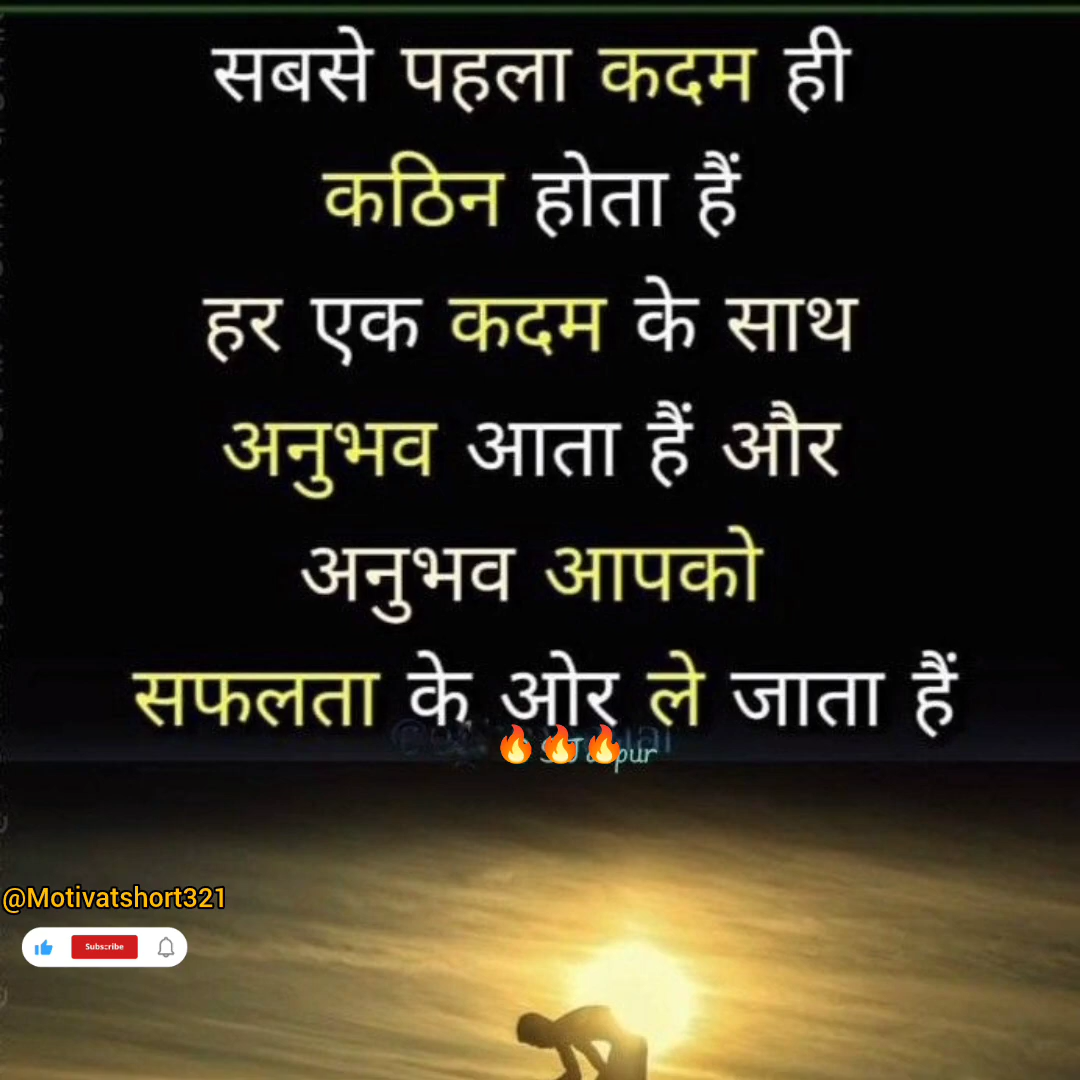 सबसे पहला कदम ही
कठिन होता हैं
हर एक कदम के साथ
अनुभव आता हैं और
अनुभव आपको
सफलता के ओर ले जाता हैं
@Motivatshort321
Subscribe